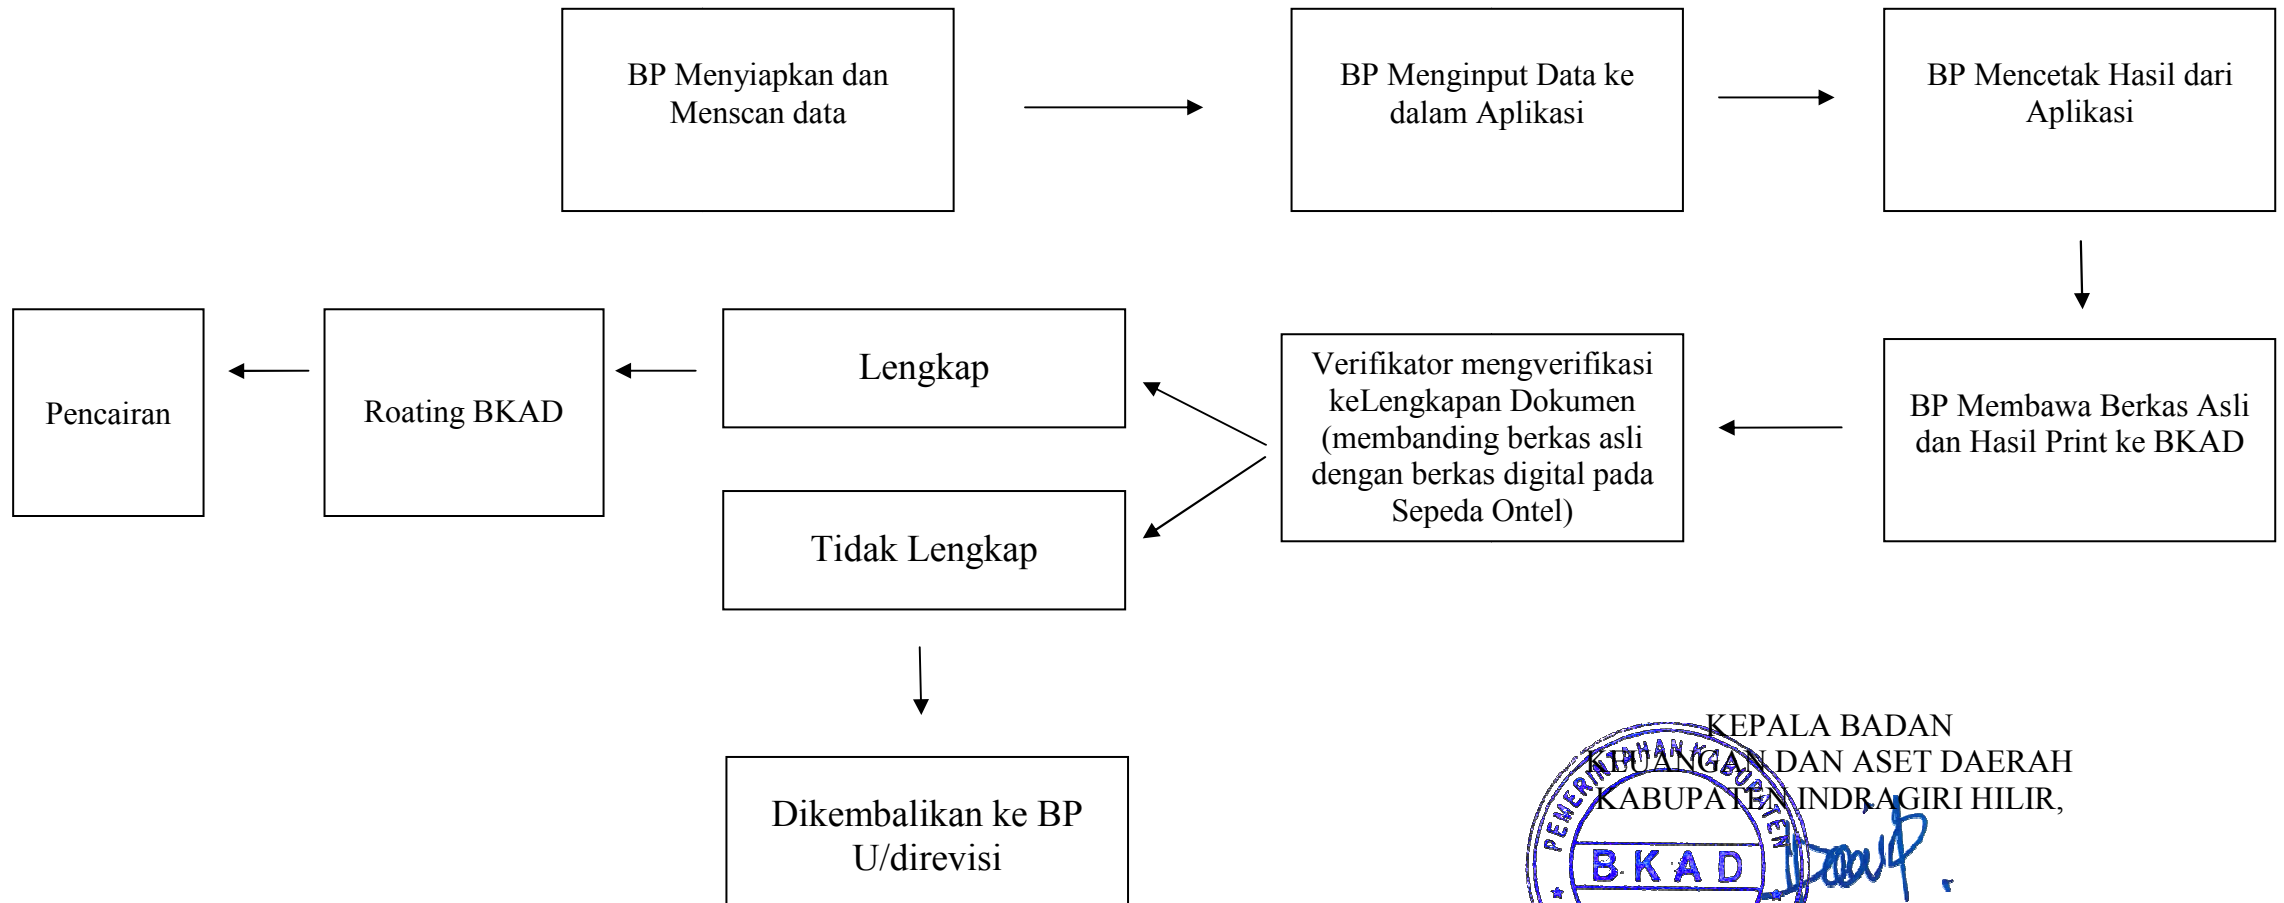 BP Menyiapkan dan
Menscan data
BP Menginput Data ke
dalam Aplikasi
BP Mencetak Hasil dari
Aplikasi
Pencairan
Roating BKAD
Lengkap
Verifikator mengverifikasi
keLengkapan Dokumen
(membanding berkas asli
dengan berkas digital pada
Sepeda Ontel)
BP Membawa Berkas Asli
dan Hasil Print ke BKAD
Tidak Lengkap
Dikembalikan ke BP
U/direvisi
KEPALA BADAN
KEUANGAN DAN ASET DAERAH
KABUPATEN INDRAGIRI HILIR,
PEMERINTAHAN KABUPATEN
BKAD